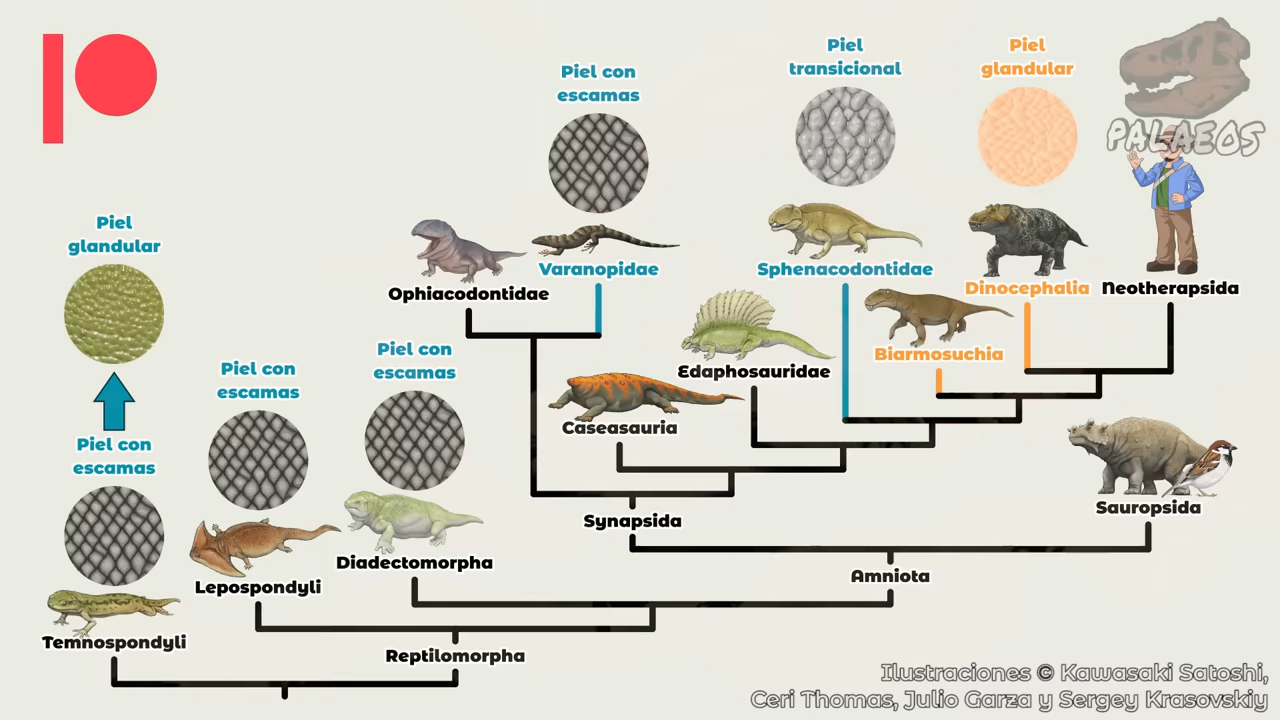 Piel
transicional
Piel
glandular
PALAEOS
Piel con
escamas
Piel
glandular
Varanopidae
Sphenacodontidae
Ophiacodontidae
Dinocephalia
Neotherapsida
Piel con
escamas
Biarmosuchia
Piel con
escamas
Edaphosauridae
Caseasauria
Piel con
escamas
Sauropsida
Synapsida
Diadectomorpha
Amniota
Lepospondyli
Temnospondyli
Reptilomorpha
Ilustraciones © Kawasaki Satoshi,
Ceri Thomas, Julio Garza y Sergey Krasovskiy